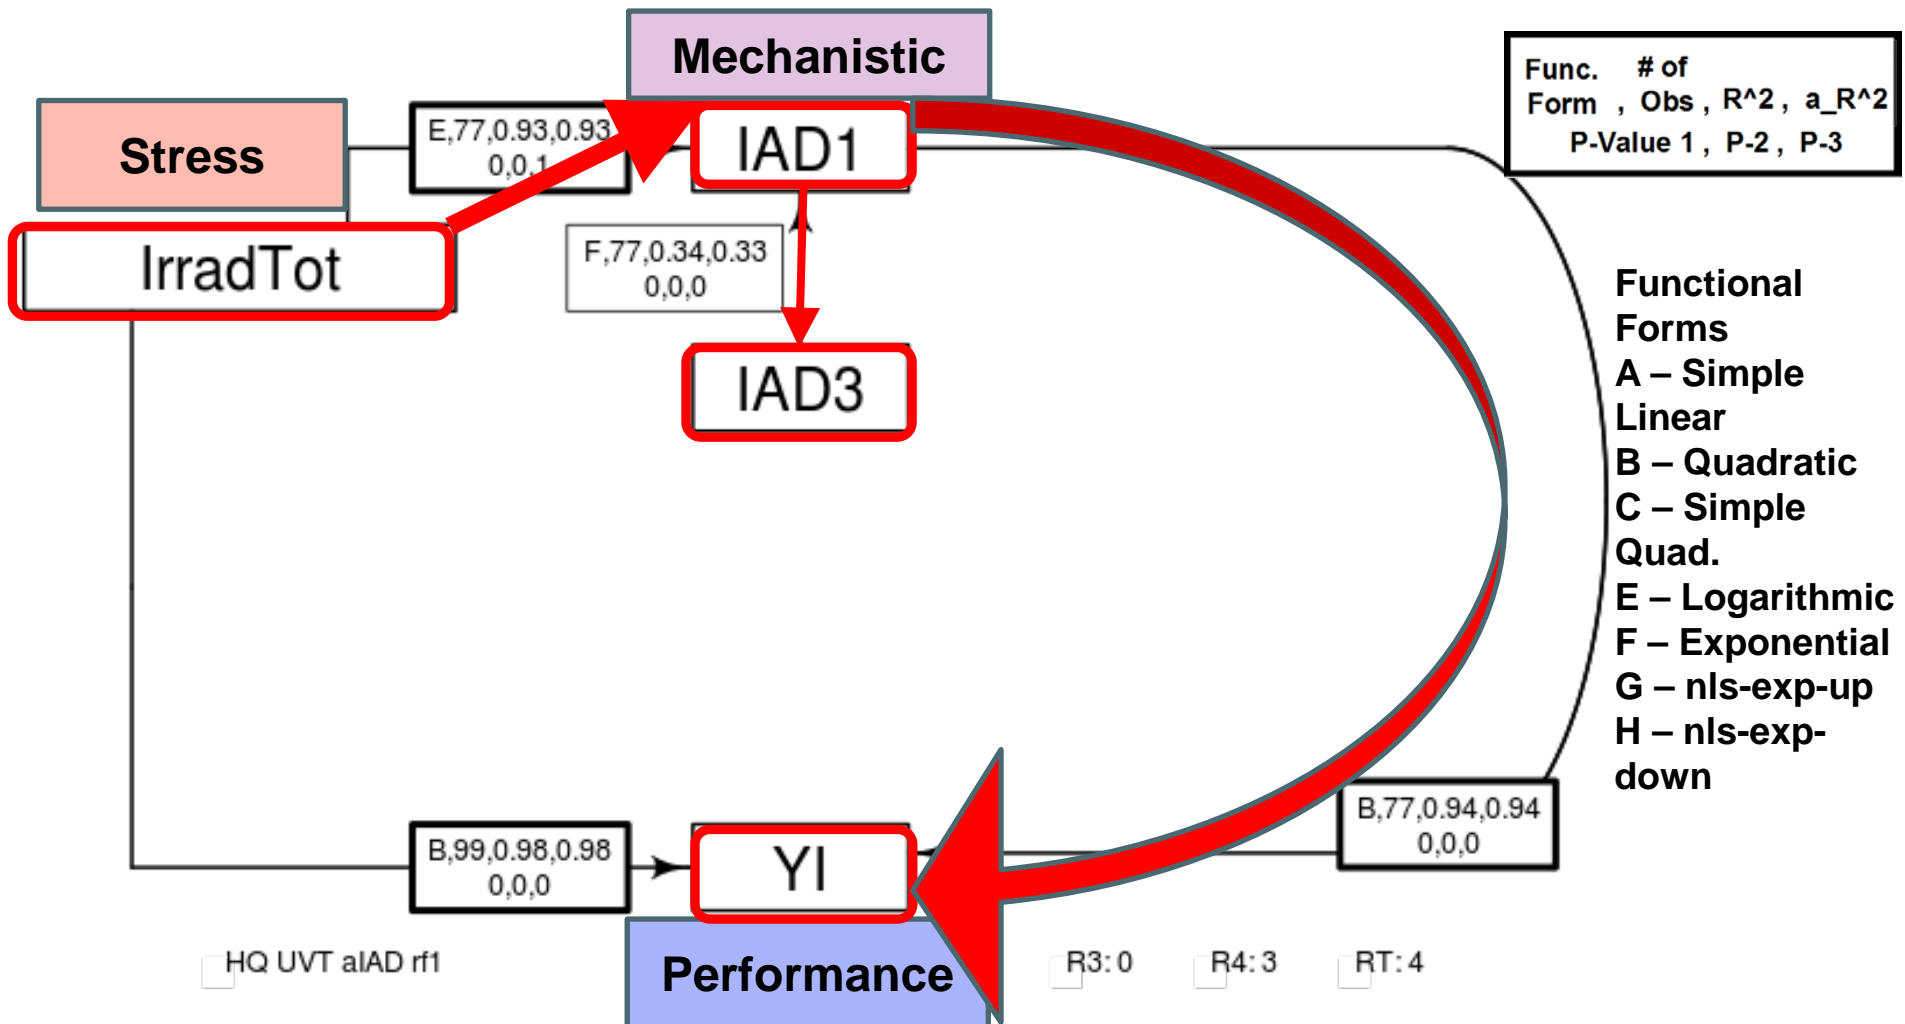 Mechanistic
Func. # of
Form , Obs , R^2 , a_R^2
P-Value 1 , P-2 , P-3
Stress
E,77,0.93,0.93
0,0,1
IAD1
IrradTot
F,77,0.34,0.33
0,0,0
IAD3
Functional
Forms
A – Simple
Linear
B – Quadratic
C – Simple
Quad.
E – Logarithmic
F – Exponential
G – nls-exp-up
H – nls-exp-
down
B,99,0.98,0.98
0,0,0
YI
B,77,0.94,0.94
0,0,0
HQ UVT aIAD rf1
Performance
R3: 0
R4: 3
RT: 4